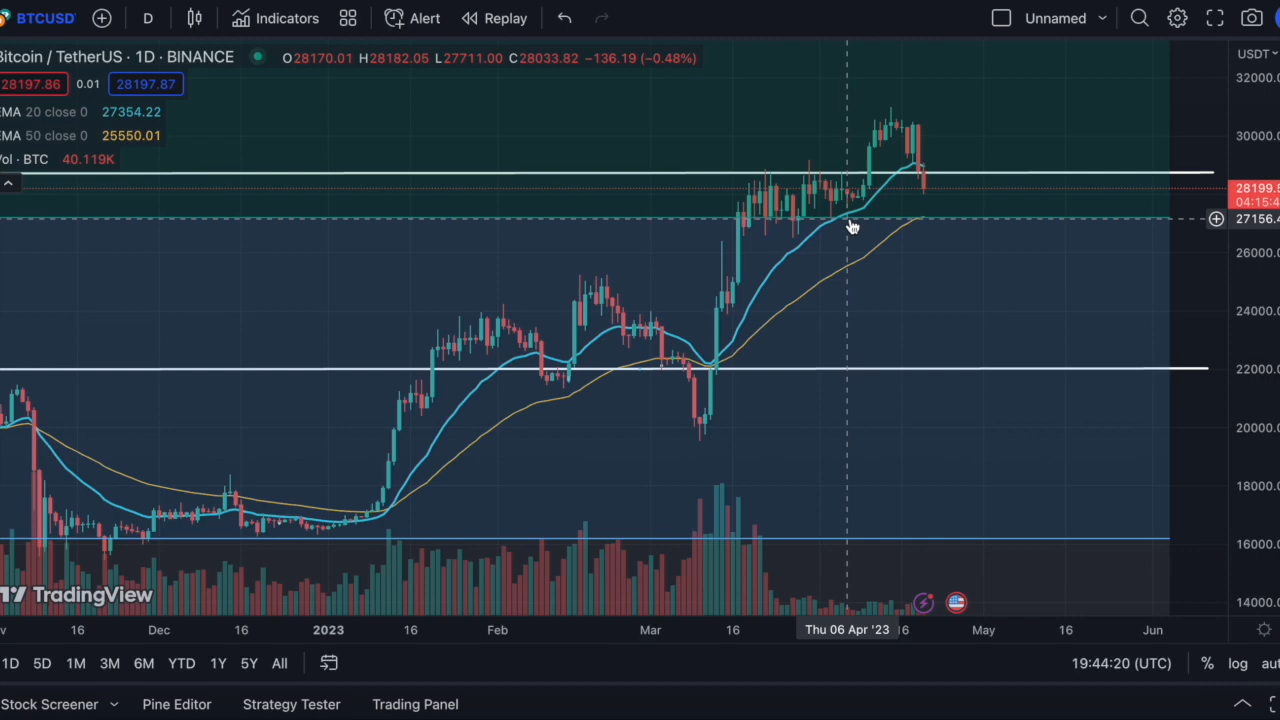 BTCUSD D Indicators Alert Replay Unnamed
Bitcoin / TetherUS · 1D · BINANCE O28170.01 H28182.05 L27711.00 C28033.82 −136.19 (−0.48%) USDT
28197.86 0.01 28197.87
EMA 20 close 0 27354.22
EMA 50 close 0 25550.01
Vol · BTC 40.119K
32000.0
30000.0
28199.5
04:15:4
27156.4
26000.0
24000.0
22000.0
20000.0
18000.0
16000.0
14000.0
TradingView
16 Dec 16 2023 16 Feb Mar 16 Thu 06 Apr '23 16 May 16 Jun
1D 5D 1M 3M 6M YTD 1Y 5Y All 19:44:20 (UTC) % log aut
Stock Screener Pine Editor Strategy Tester Trading Panel